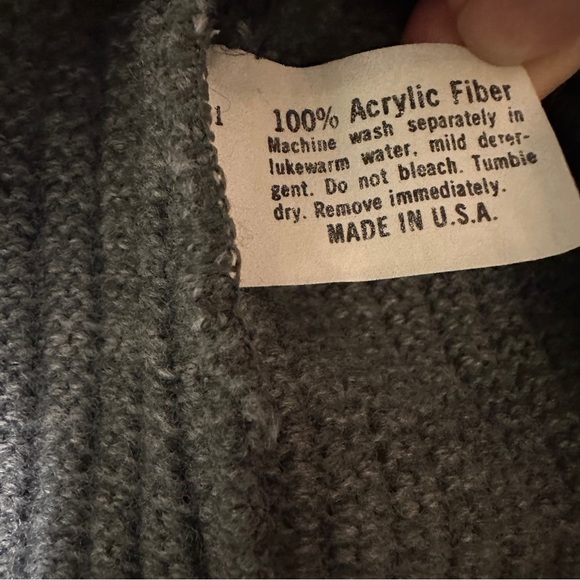 1
100% Acrylic Fiber
Machine wash separately in
lukewarm water, mild deter-
gent. Do not bleach. Tumble
dry. Remove immediately.
MADE IN U.S.A.